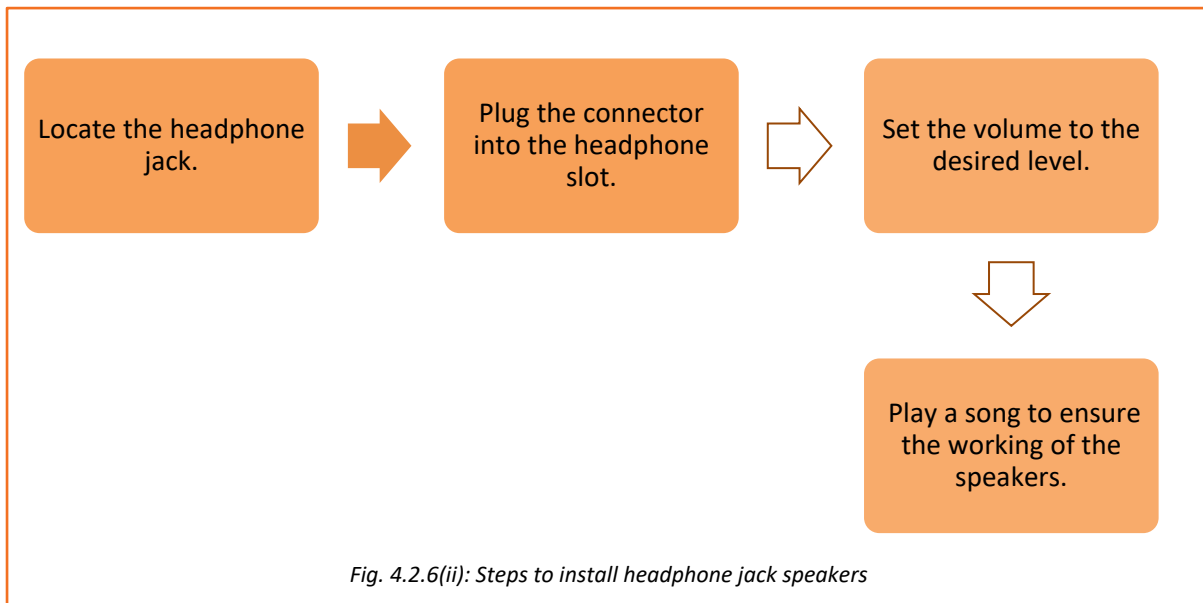 Locate the headphone
jack.
Plug the connector
into the headphone
slot.
Set the volume to the
desired level.
Play a song to ensure
the working of the
speakers.
Fig. 4.2.6(ii): Steps to install headphone jack speakers